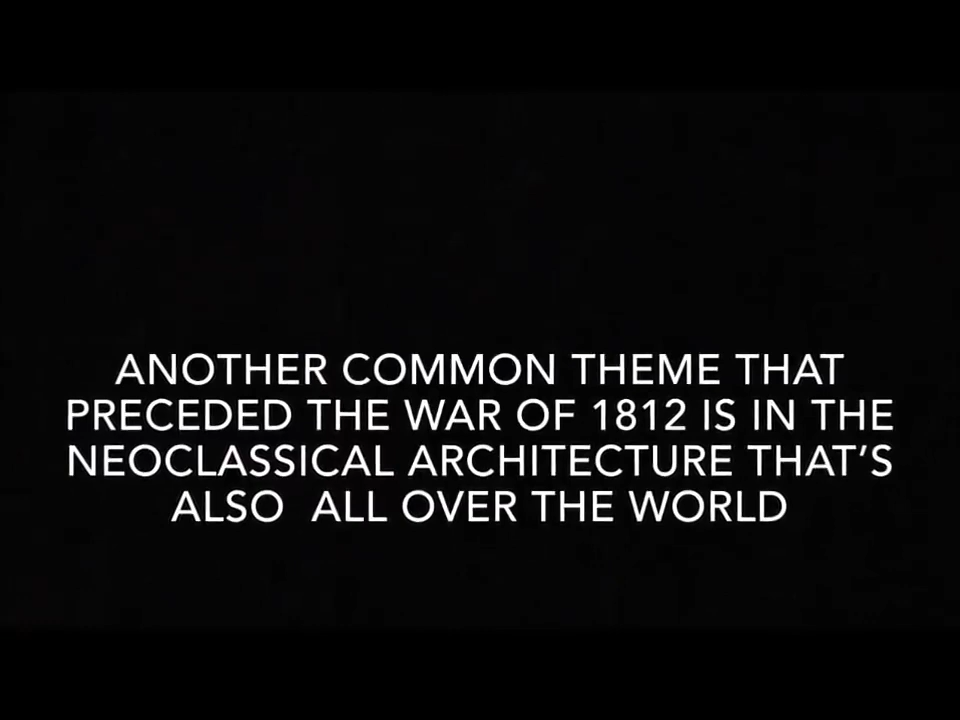 ANOTHER COMMON THEME THAT
PRECEDED THE WAR OF 1812 IS IN THE
NEOCLASSICAL ARCHITECTURE THAT’S
ALSO  ALL OVER THE WORLD